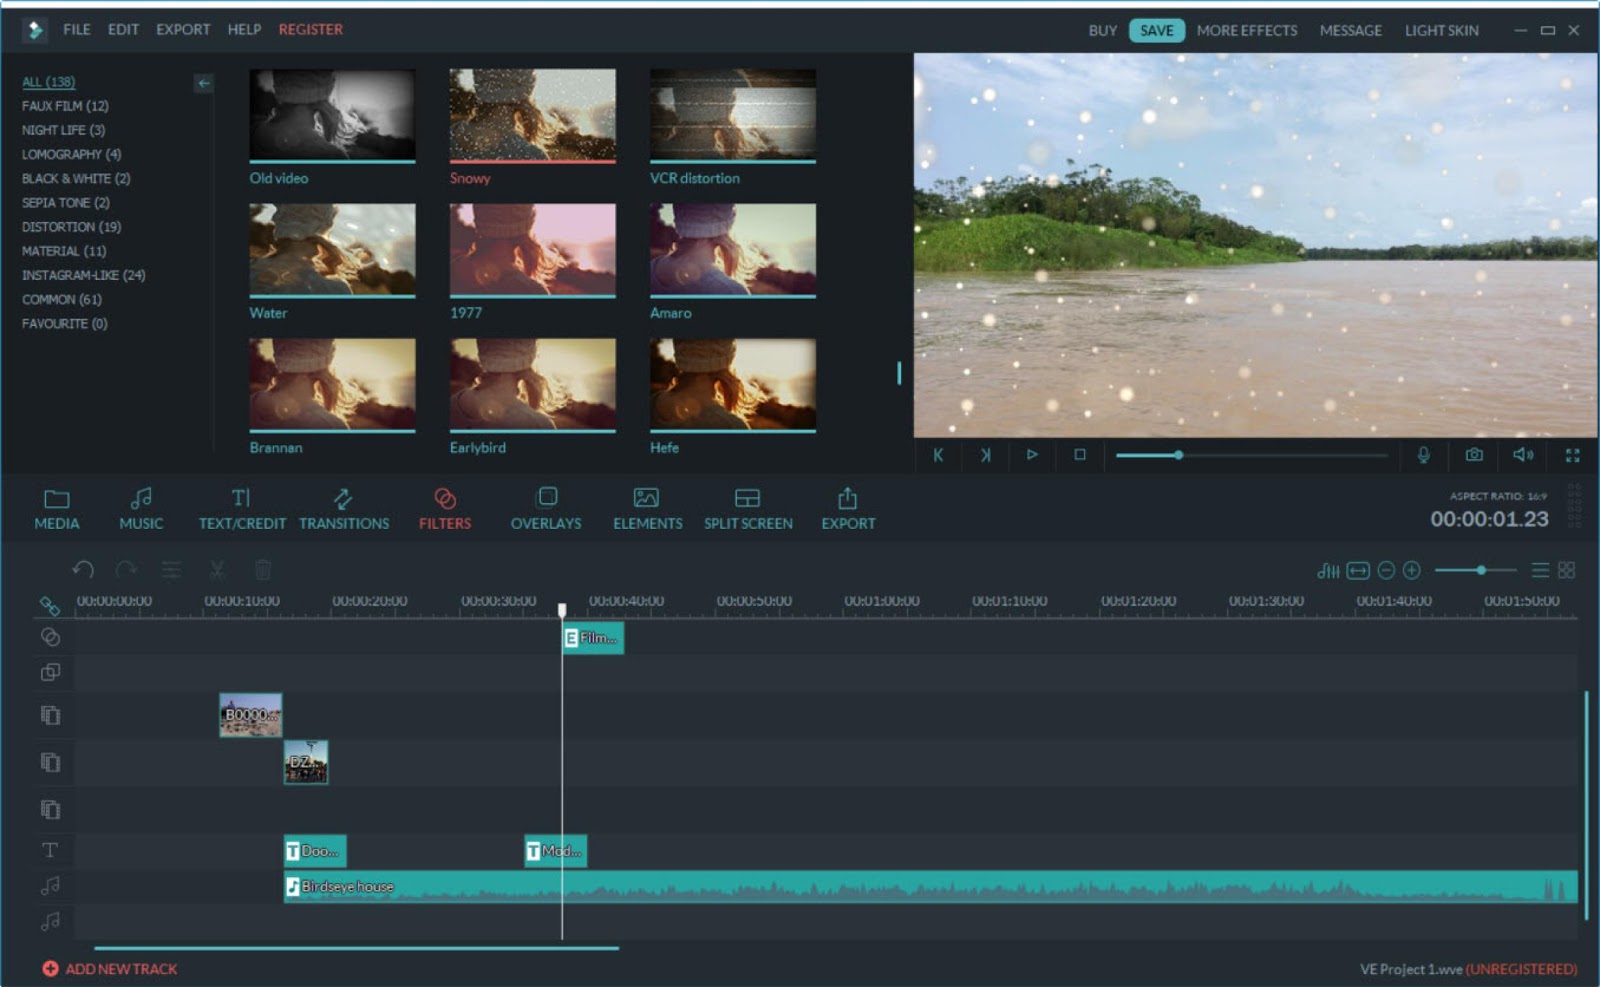 FILE EDIT EXPORT HELP REGISTER BUY SAVE MORE EFFECTS MESSAGE LIGHT SKIN
ALL (138)
FAUX FILM (12)
NIGHT LIFE (3)
LOMOGRAPHY (4)
BLACK & WHITE (2)
SEPIA TONE (2)
DISTORTION (19)
MATERIAL (11)
INSTAGRAM-LIKE (24)
COMMON (61)
FAVOURITE (0)
Old video Snowy VCR distortion
Water 1977 Amaro
Brannan Earlybird Hefe
MEDIA MUSIC TEXT/CREDIT TRANSITIONS FILTERS OVERLAYS ELEMENTS SPLIT SCREEN EXPORT
ASPECT RATIO: 16:9
00:00:01.23
00:00:00:00 00:00:10:00 00:00:20:00 00:00:30:00 00:00:40:00 00:00:50:00 00:01:00:00 00:01:10:00 00:01:20:00 00:01:30:00 00:01:40:00 00:01:50:00
E Film...
B0000...
DZ...
T Doo... T Mod...
Birdseye house
ADD NEW TRACK
VE Project 1.wve (UNREGISTERED)